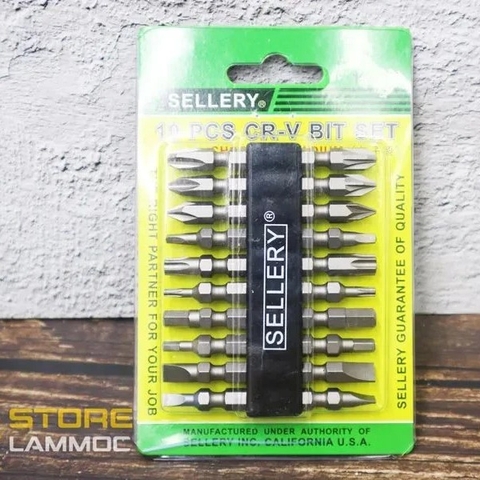 SELLERY®
10 PCS CR-V BIT SET
THE RIGHT PARTNER FOR YOUR JOB
SELLERY®
SELLERY GUARANTEE OF QUALITY
STORE
LAMMOC
MANUFACTURED UNDER AUTHORITY OF
SELLERY INC. CALIFORNIA U.S.A.